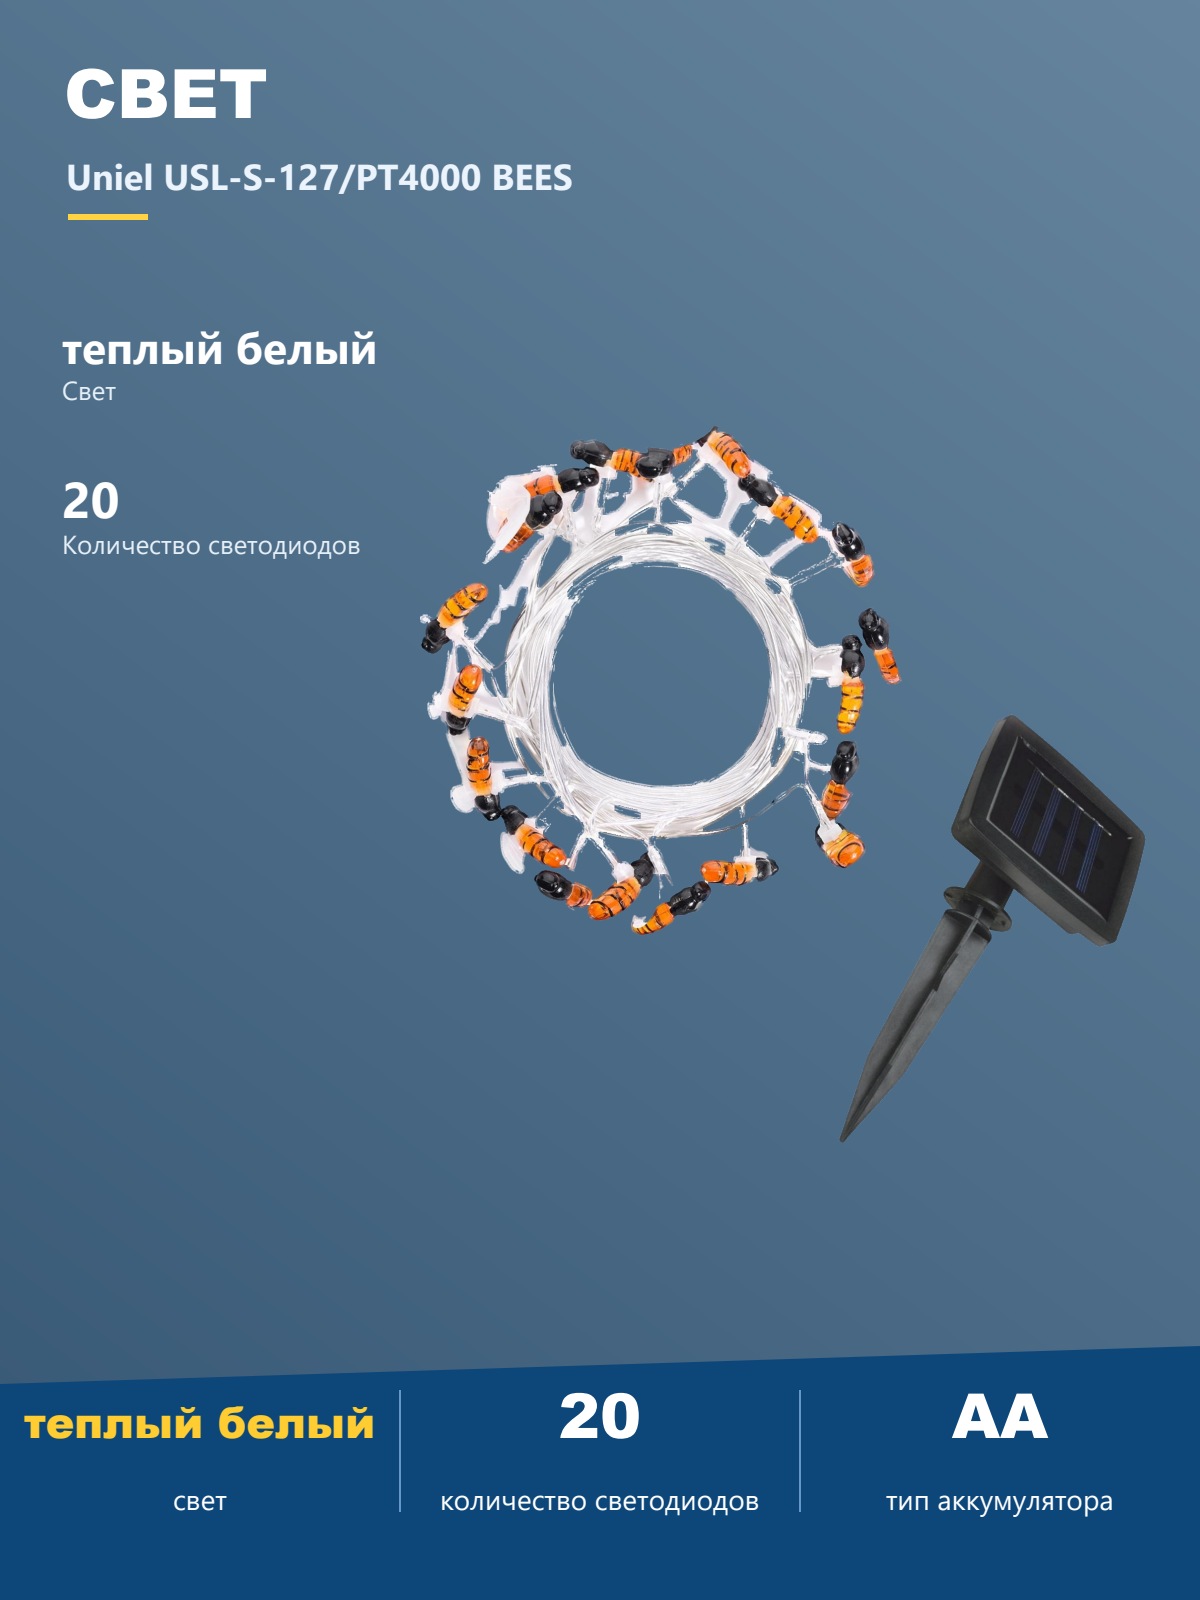 СВЕТ
Uniel USL-S-127/PT4000 BEES
теплый белый
Свет
20
Количество светодиодов
теплый белый
свет
20
количество светодиодов
AA
тип аккумулятора